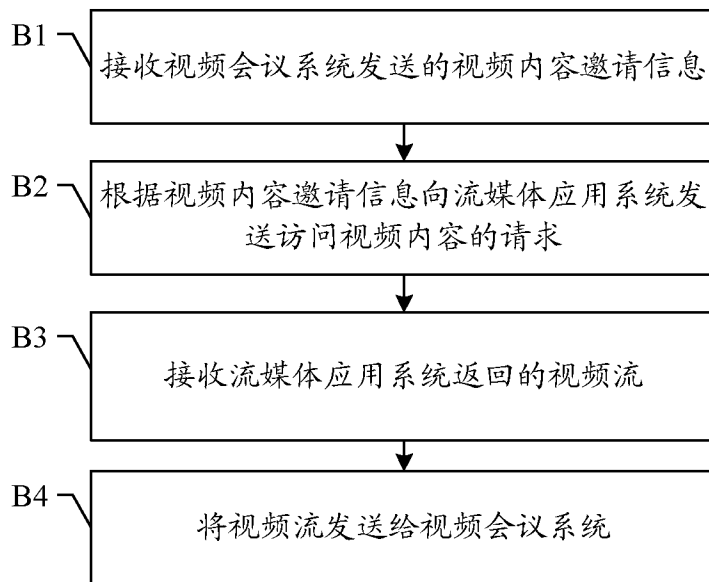 B1
接收视频会议系统发送的视频内容邀请信息
B2
根据视频内容邀请信息向流媒体应用系统发
送访问视频内容的请求
B3
接收流媒体应用系统返回的视频流
B4
将视频流发送给视频会议系统